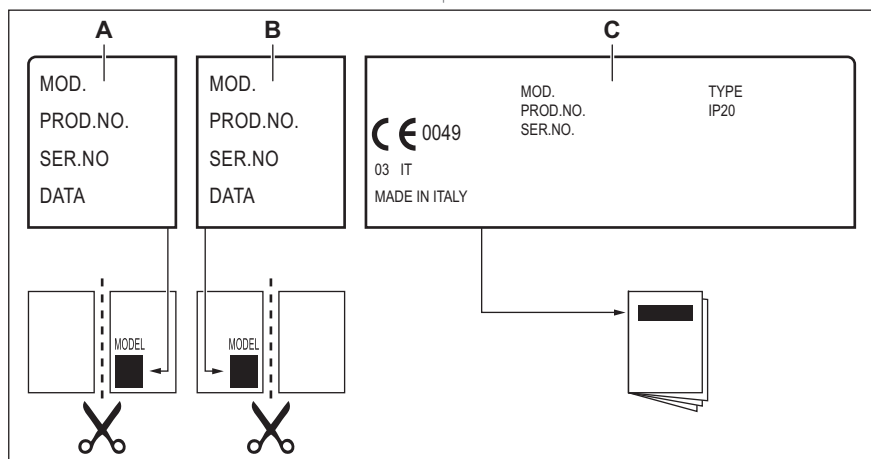 A
B
C
MOD.
PROD.NO.
SER.NO
DATA
MOD.
PROD.NO.
SER.NO
DATA
MOD.
PROD.NO.
SER.NO.
TYPE
IP20
CE 0049
03 IT
MADE IN ITALY
MODEL
MODEL